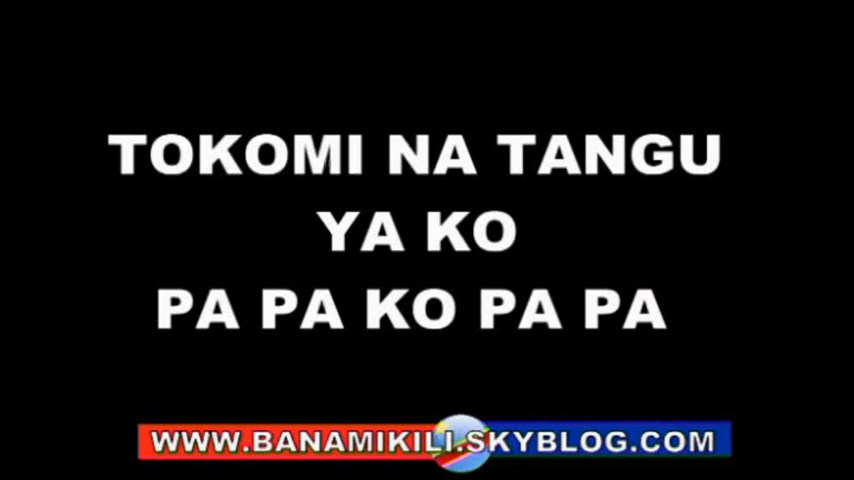 TOKOMI NA TANGU
YA KO
PA PA KO PA PA
WWW.BANAMIKILI.SKYBLOG.COM